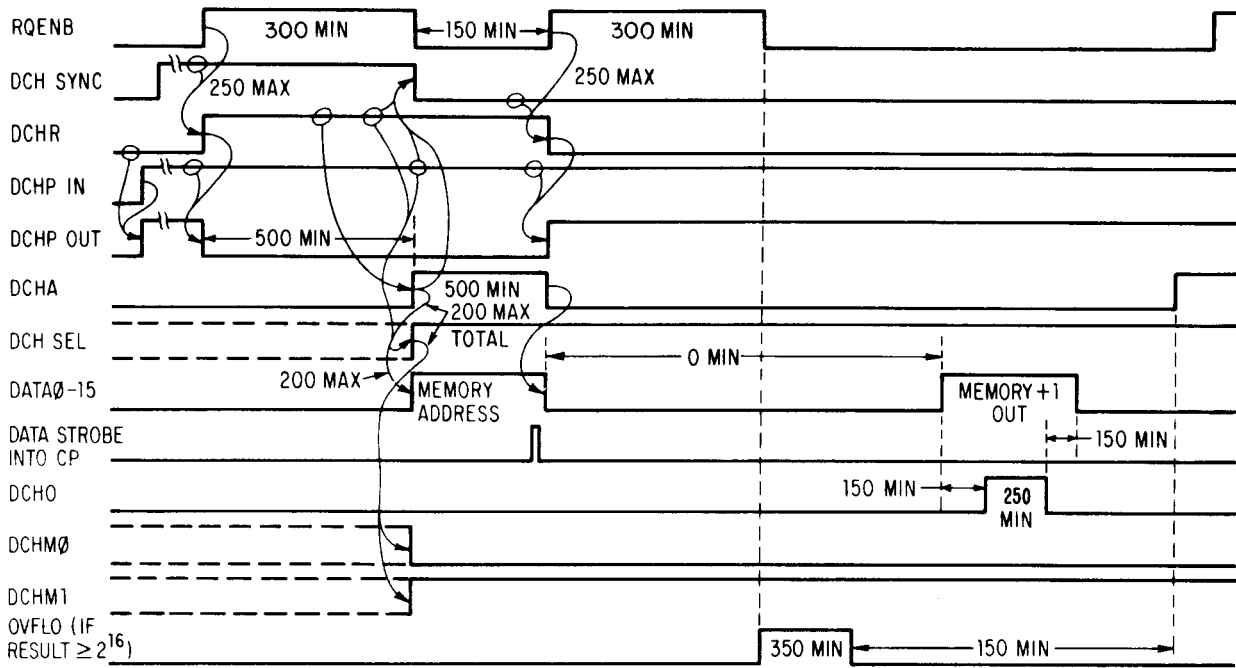 RQENB
300 MIN
150 MIN
300 MIN
DCH SYNC
250 MAX
250 MAX
DCHR
DCHP IN
DCHP OUT
500 MIN
DCHA
500 MIN
200 MAX
DCH SEL
TOTAL
0 MIN
200 MAX
DATAØ-15
MEMORY
ADDRESS
MEMORY +1
OUT
DATA STROBE
INTO CP
150 MIN
DCHO
150 MIN
250
MIN
DCHMØ
DCHM1
OVFLO (IF
RESULT ≥ 2¹⁶)
350 MIN
150 MIN